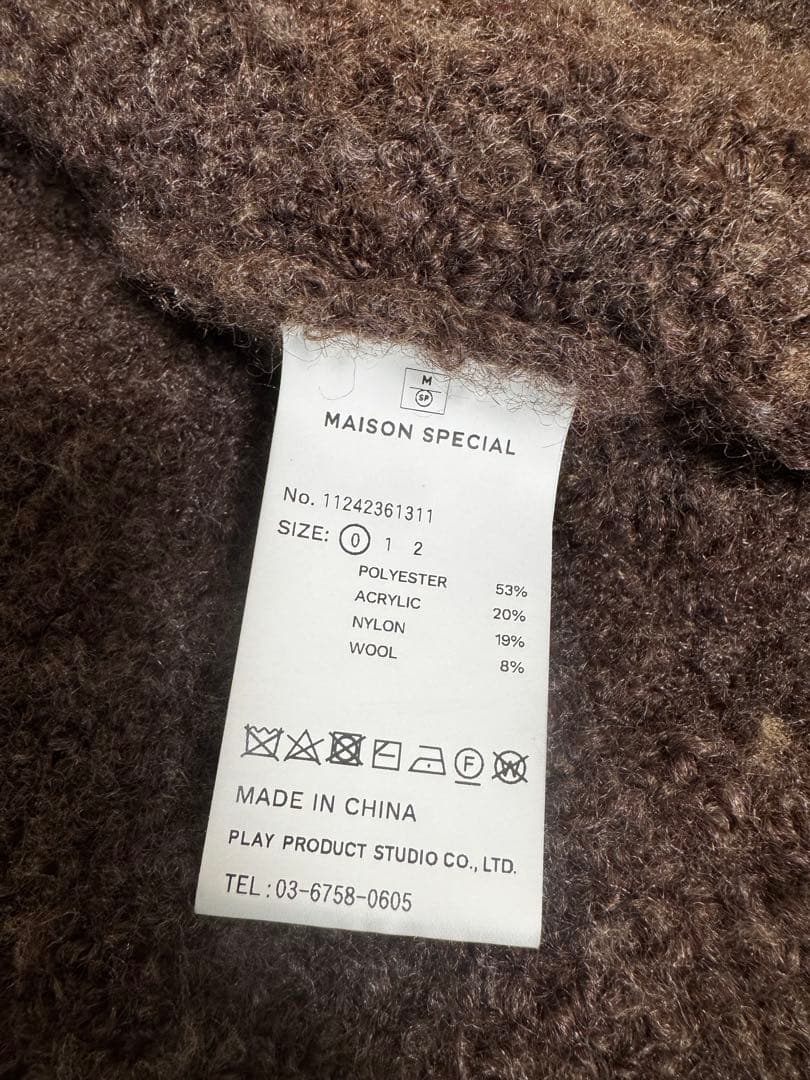 M
SP
MAISON SPECIAL
No. 11242361311
SIZE: 0 1 2
POLYESTER 53%
ACRYLIC 20%
NYLON 19%
WOOL 8%
F W
MADE IN CHINA
PLAY PRODUCT STUDIO CO., LTD.
TEL : 03-6758-0605